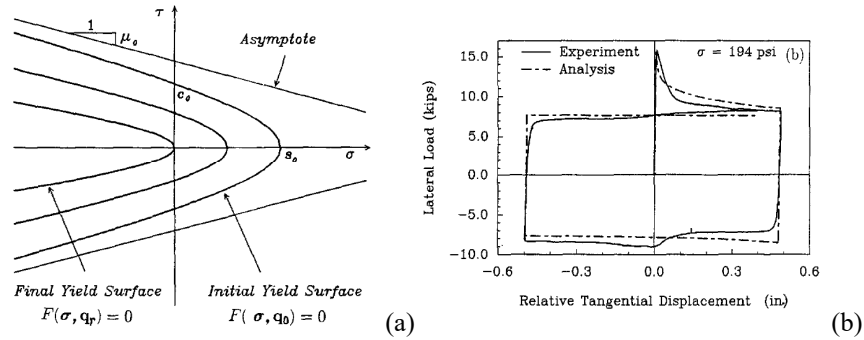 τ
1
μ₀
Asymptote
c₀
s₀
σ
Final Yield Surface
F(σ, qᵣ) = 0
Initial Yield Surface
F( σ, q₀) = 0
(a)
Experiment
Analysis
σ = 194 psi (b)
15.0
10.0
5.0
0.0
-5.0
-10.0
Lateral Load (kips)
-0.6
-0.3
0.0
0.3
0.6
Relative Tangential Displacement (in.)
(b)